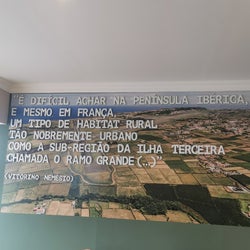 "É DIFÍCIL ACHAR NA PENÍNSULA IBÉRICA,
E MESMO EM FRANÇA,
UM TIPO DE HABITAT RURAL
TÃO NOBREMENTE URBANO
COMO A SUB-REGIÃO DA ILHA TERCEIRA
CHAMADA O RAMO GRANDE (...)"
(VITORINO NEMÉSIO)